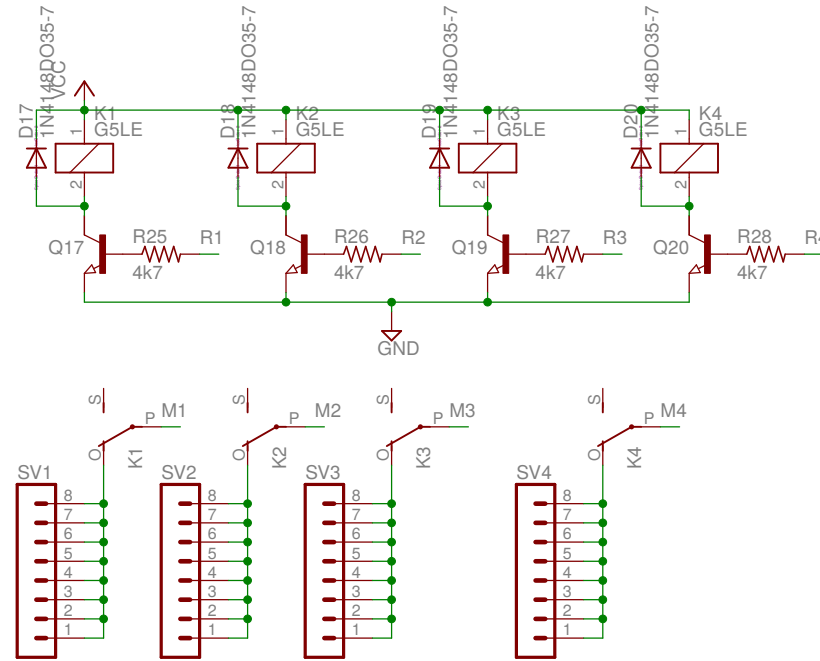 1N4148DO35-7
1N4148DO35-7
1N4148DO35-7
1N4148DO35-7
VCC
D17
D18
D19
D20
K1
G5LE
K2
G5LE
K3
G5LE
K4
G5LE
1
1
1
1
2
2
2
2
Q17
R25
4k7
R1
Q18
R26
4k7
R2
Q19
R27
4k7
R3
Q20
R28
4k7
R4
GND
S
P
M1
O
K1
S
P
M2
O
K2
S
P
M3
O
K3
S
P
M4
O
K4
SV1
8
7
6
5
4
3
2
1
SV2
8
7
6
5
4
3
2
1
SV3
8
7
6
5
4
3
2
1
SV4
8
7
6
5
4
3
2
1